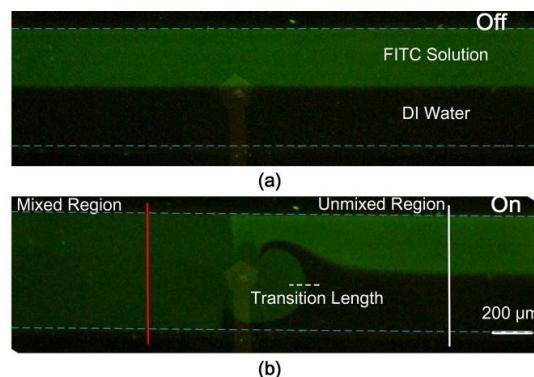 Off
FITC Solution
DI Water
(a)
Mixed Region
Unmixed Region
On
Transition Length
200 μm
(b)